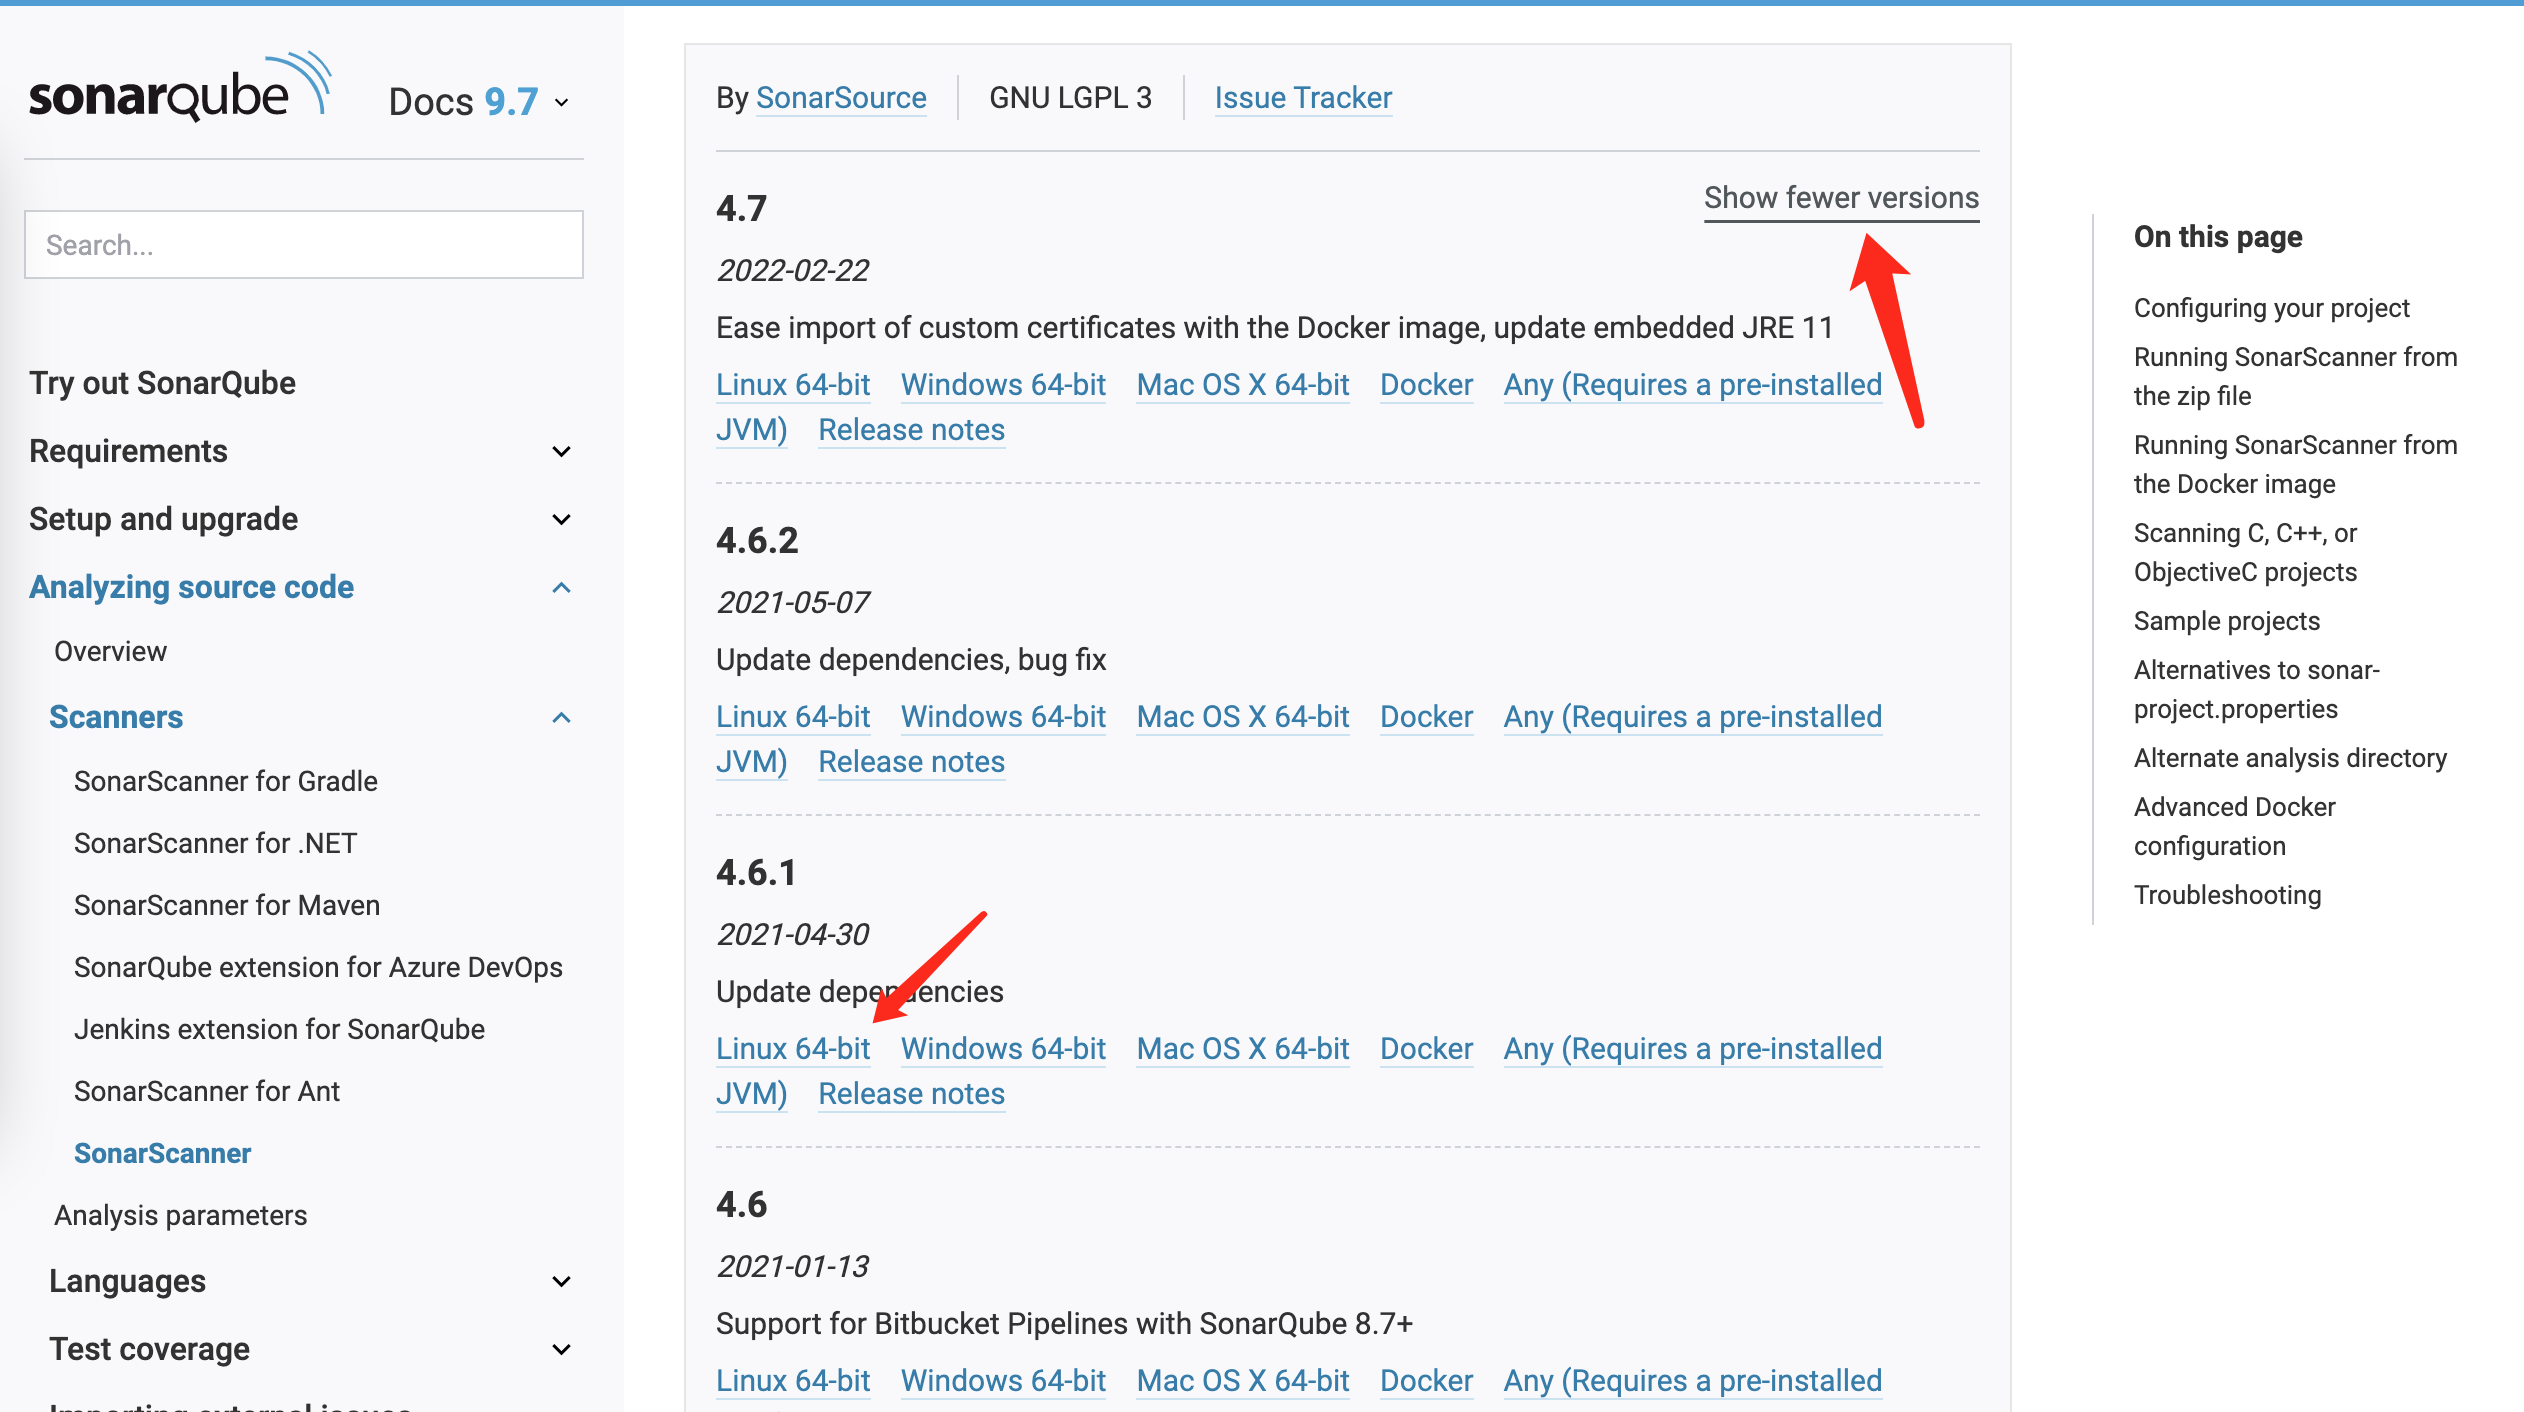 sonarqube
Docs 9.7
Search...
Try out SonarQube
Requirements
Setup and upgrade
Analyzing source code
Overview
Scanners
SonarScanner for Gradle
SonarScanner for .NET
SonarScanner for Maven
SonarQube extension for Azure DevOps
Jenkins extension for SonarQube
SonarScanner for Ant
SonarScanner
Analysis parameters
Languages
Test coverage
Importing external issues
By SonarSource GNU LGPL 3 Issue Tracker
4.7 Show fewer versions
2022-02-22
Ease import of custom certificates with the Docker image, update embedded JRE 11
Linux 64-bit Windows 64-bit Mac OS X 64-bit Docker Any (Requires a pre-installed
JVM) Release notes
4.6.2
2021-05-07
Update dependencies, bug fix
Linux 64-bit Windows 64-bit Mac OS X 64-bit Docker Any (Requires a pre-installed
JVM) Release notes
4.6.1
2021-04-30
Update dependencies
Linux 64-bit Windows 64-bit Mac OS X 64-bit Docker Any (Requires a pre-installed
JVM) Release notes
4.6
2021-01-13
Support for Bitbucket Pipelines with SonarQube 8.7+
Linux 64-bit Windows 64-bit Mac OS X 64-bit Docker Any (Requires a pre-installed
On this page
Configuring your project
Running SonarScanner from
the zip file
Running SonarScanner from
the Docker image
Scanning C, C++, or
ObjectiveC projects
Sample projects
Alternatives to sonar-
project.properties
Alternate analysis directory
Advanced Docker
configuration
Troubleshooting